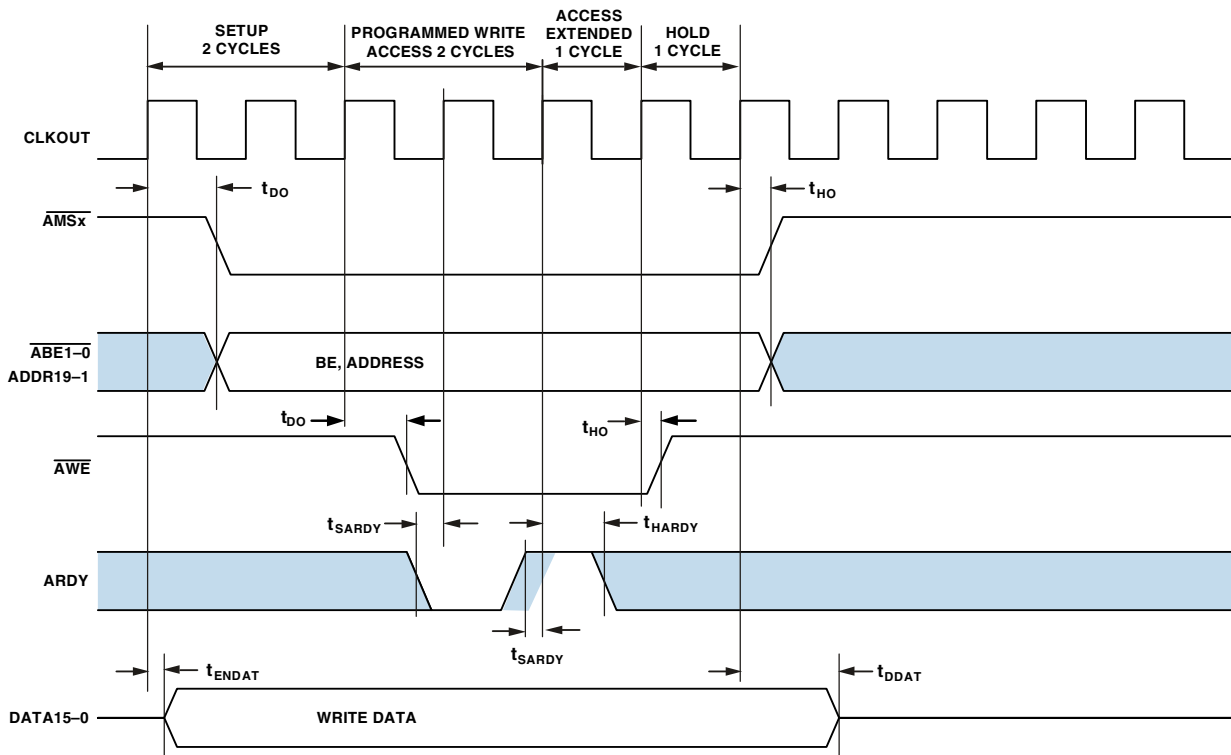 SETUP
2 CYCLES
PROGRAMMED WRITE
ACCESS 2 CYCLES
ACCESS
EXTENDED
1 CYCLE
HOLD
1 CYCLE
CLKOUT
tDO
tHO
AMSx
ABE1–0
ADDR19–1
BE, ADDRESS
tDO
tHO
AWE
tSARDY
tHARDY
ARDY
tSARDY
tENDAT
tDDAT
DATA15–0
WRITE DATA